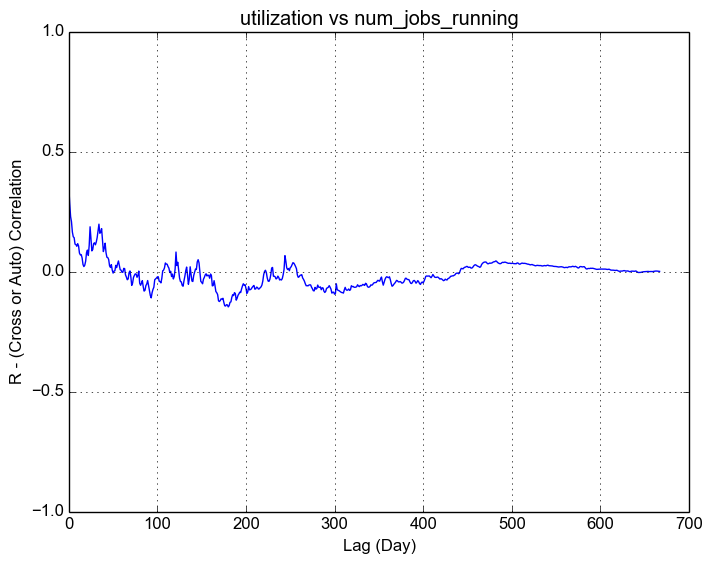 utilization vs num_jobs_running
1.0
0.5
0.0
−0.5
−1.0
R - (Cross or Auto) Correlation
0 100 200 300 400 500 600 700
Lag (Day)